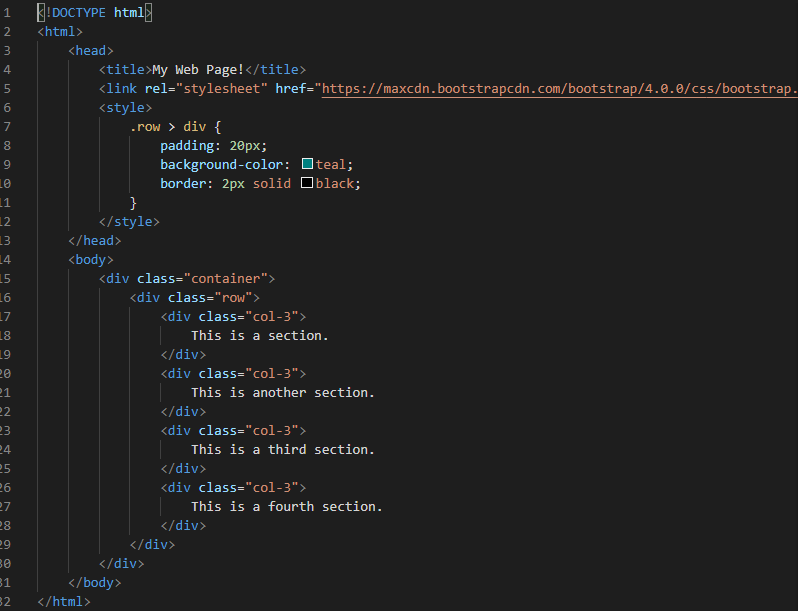 1 <!DOCTYPE html>
2 <html>
3 <head>
4 <title>My Web Page!</title>
5 <link rel="stylesheet" href="https://maxcdn.bootstrapcdn.com/bootstrap/4.0.0/css/bootstrap.
6 <style>
7 .row > div {
8 padding: 20px;
9 background-color: teal;
10 border: 2px solid black;
11 }
12 </style>
13 </head>
14 <body>
15 <div class="container">
16 <div class="row">
17 <div class="col-3">
18 This is a section.
19 </div>
20 <div class="col-3">
21 This is another section.
22 </div>
23 <div class="col-3">
24 This is a third section.
25 </div>
26 <div class="col-3">
27 This is a fourth section.
28 </div>
29 </div>
30 </div>
31 </body>
32 </html>